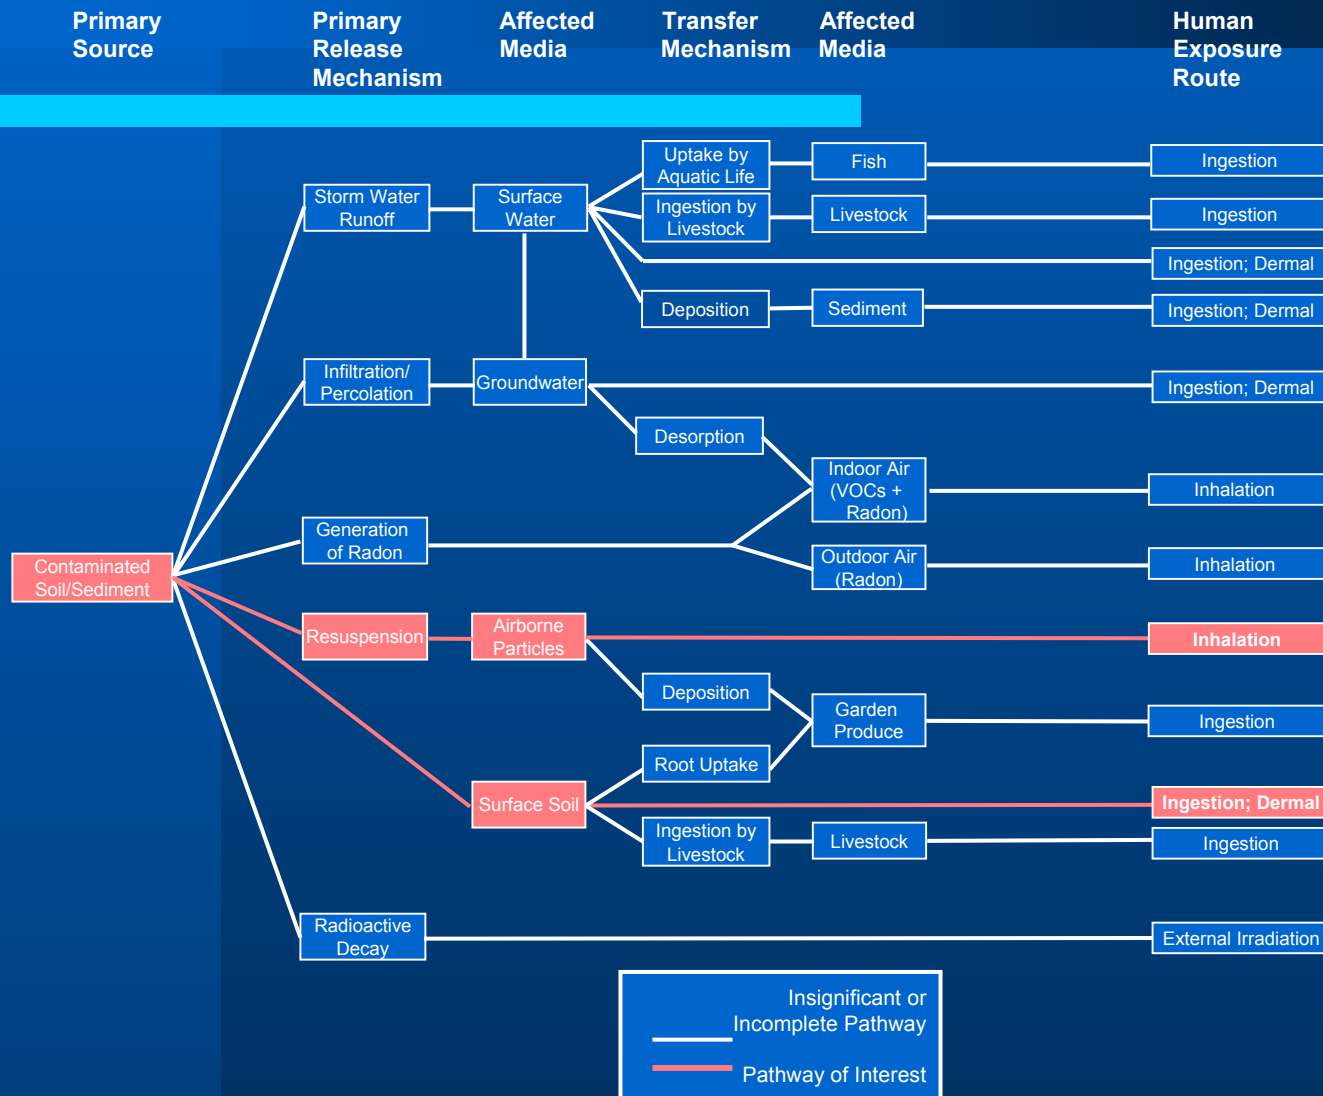 Primary
Source
Primary
Release
Mechanism
Affected
Media
Transfer
Mechanism
Affected
Media
Human
Exposure
Route
Uptake by
Aquatic Life
Fish
Ingestion
Storm Water
Runoff
Surface
Water
Ingestion by
Livestock
Livestock
Ingestion
Ingestion; Dermal
Deposition
Sediment
Ingestion; Dermal
Infiltration/
Percolation
Groundwater
Ingestion; Dermal
Desorption
Indoor Air
(VOCs +
Radon)
Inhalation
Generation
of Radon
Outdoor Air
(Radon)
Inhalation
Contaminated
Soil/Sediment
Resuspension
Airborne
Particles
Inhalation
Deposition
Garden
Produce
Ingestion
Root Uptake
Surface Soil
Ingestion; Dermal
Ingestion by
Livestock
Livestock
Ingestion
Radioactive
Decay
External Irradiation
Insignificant or
Incomplete Pathway
Pathway of Interest